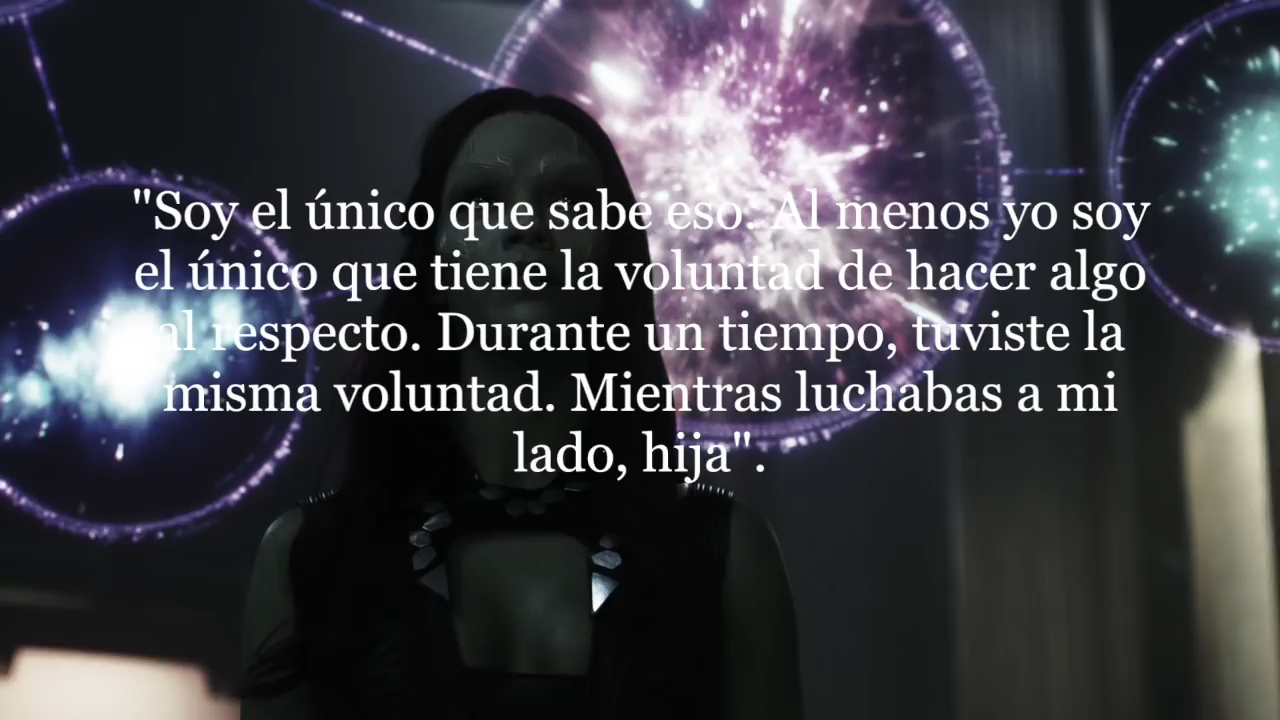 "Soy el único que sabe eso. Al menos yo soy
el único que tiene la voluntad de hacer algo
al respecto. Durante un tiempo, tuviste la
misma voluntad. Mientras luchabas a mi
lado, hija".